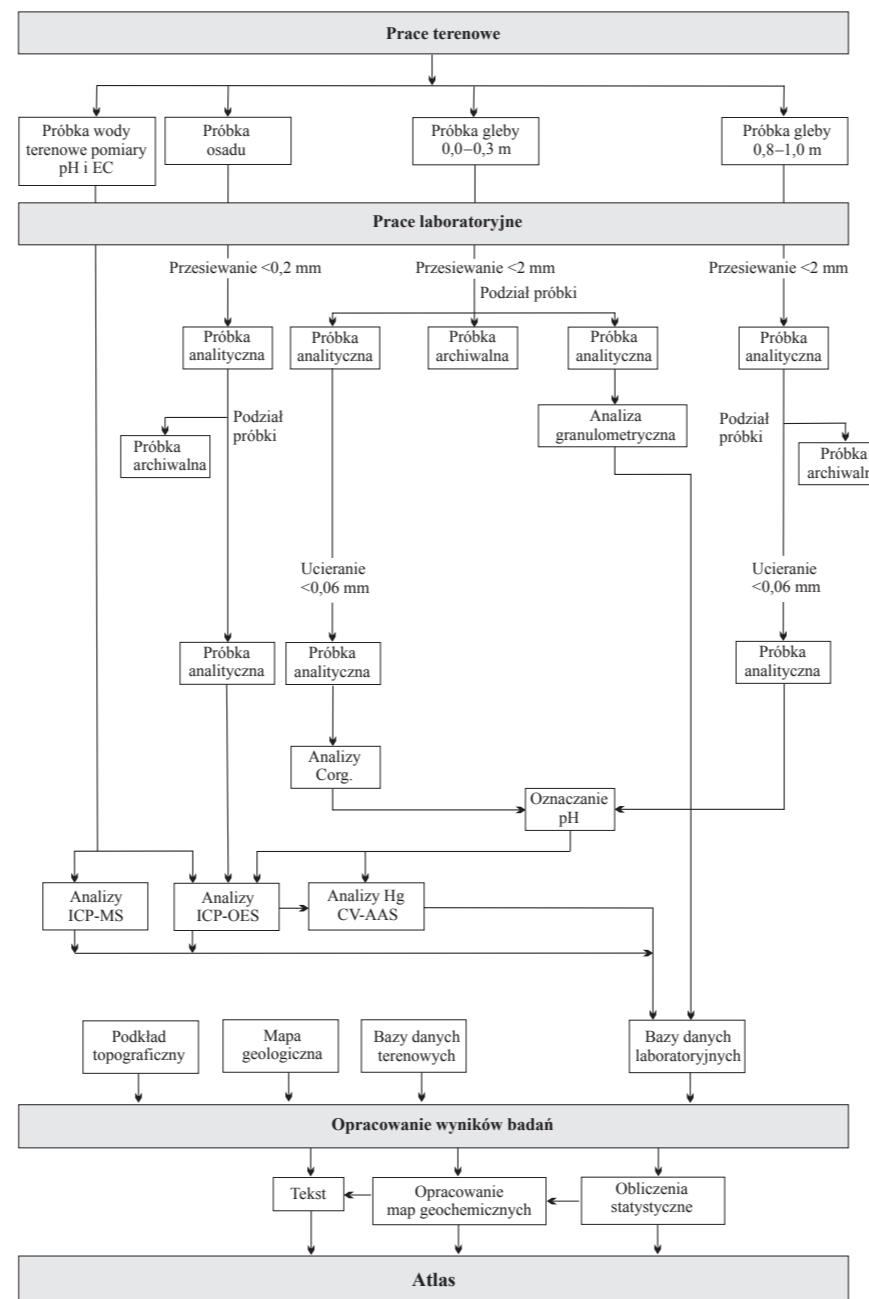 Prace terenowe
Próbka wody
terenowe pomiary
pH i EC
Próbka
osadu
Próbka gleby
0,0–0,3 m
Próbka gleby
0,8–1,0 m
Prace laboratoryjne
Przesiewanie <0,2 mm
Przesiewanie <2 mm
Przesiewanie <2 mm
Podział próbki
Próbka
analityczna
Próbka
analityczna
Próbka
archiwalna
Próbka
analityczna
Próbka
analityczna
Podział
próbki
Próbka
archiwalna
Analiza
granulometryczna
Podział
próbki
Próbka
archiwaln
Ucieranie
<0,06 mm
Ucieranie
<0,06 mm
Próbka
analityczna
Próbka
analityczna
Próbka
analityczna
Analizy
Corg.
Oznaczanie
pH
Analizy
ICP-MS
Analizy
ICP-OES
Analizy Hg
CV-AAS
Podkład
topograficzny
Mapa
geologiczna
Bazy danych
terenowych
Bazy danych
laboratoryjnych
Opracowanie wyników badań
Tekst
Opracowanie
map geochemicznych
Obliczenia
statystyczne
Atlas